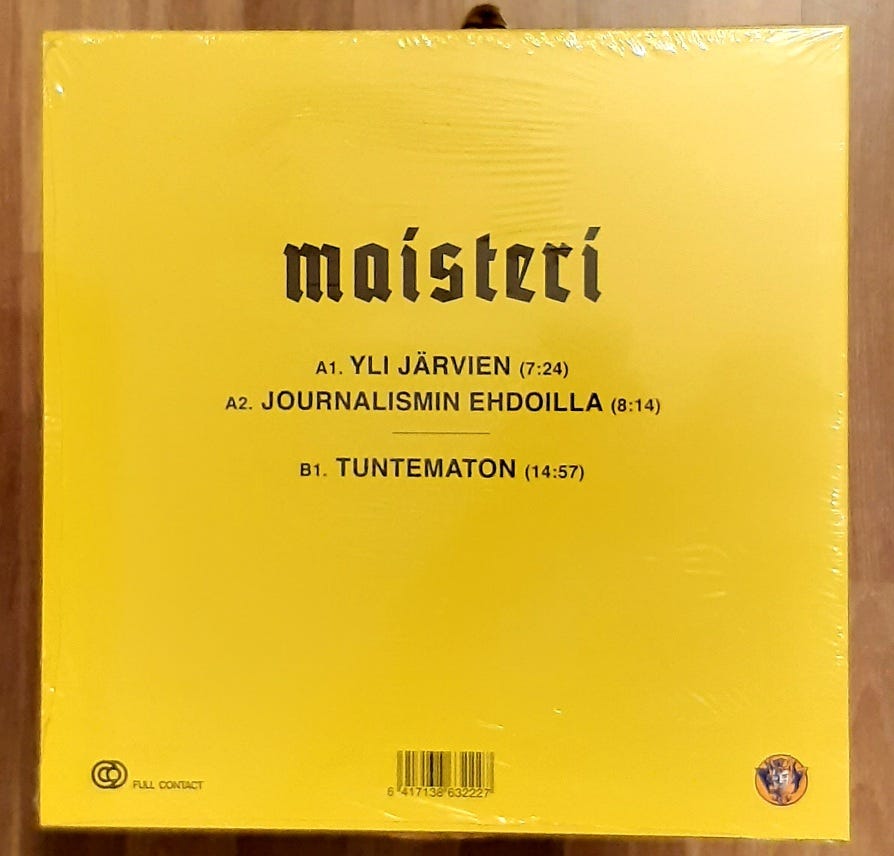 maisteri
A1. YLI JÄRVIEN (7:24)
A2. JOURNALISMIN EHDOILLA (8:14)
B1. TUNTEMATON (14:57)
FULL CONTACT
6 417138 632227